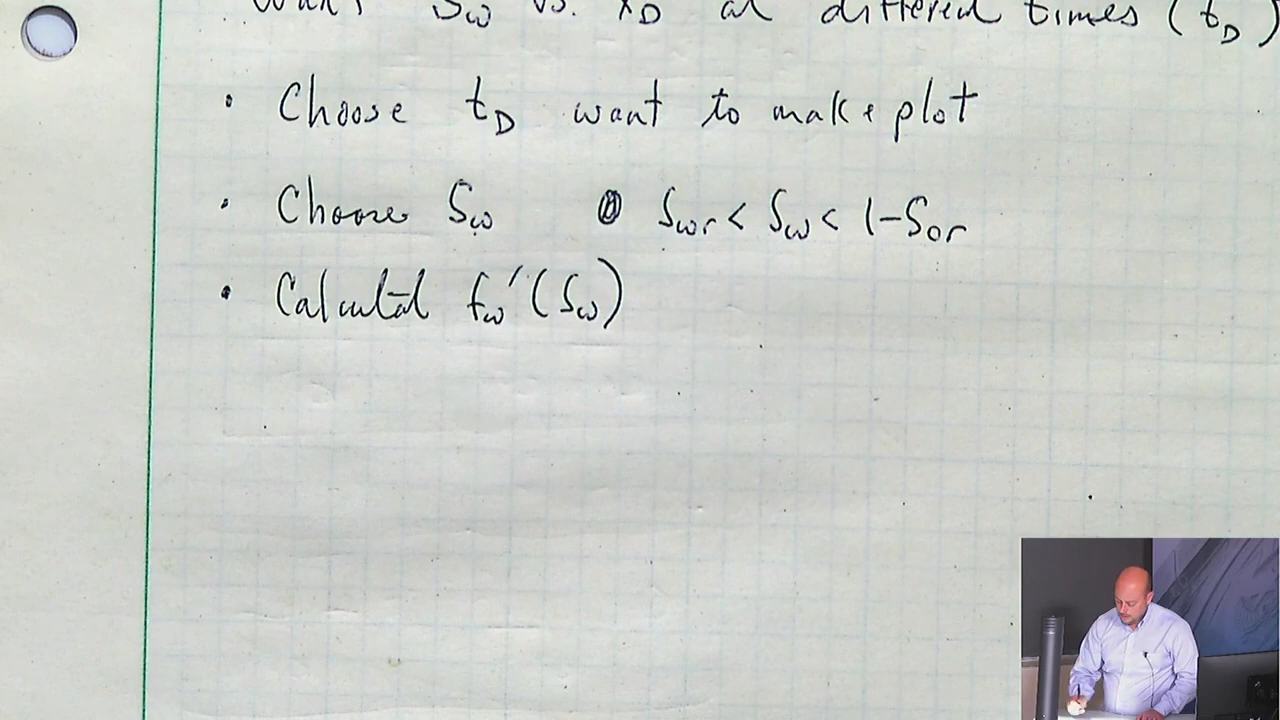 Want Sw vs. xD at different times (tD)
• Choose tD want to make plot
• Choose Sw Swr < Sw < 1-Sor
• Calculate fw'(Sw)